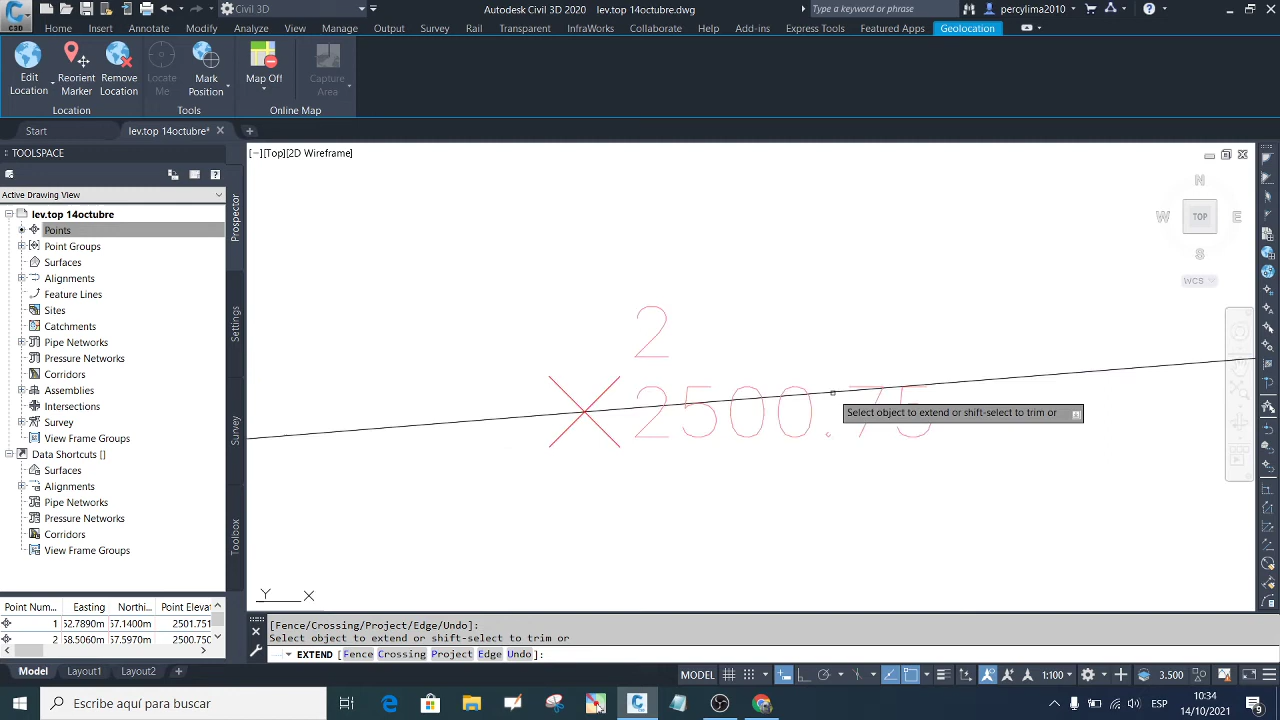 Civil 3D
Autodesk Civil 3D 2020 lev.top 14octubre.dwg
Type a keyword or phrase
percylima2010
Home Insert Annotate Modify Analyze View Manage Output Survey Rail Transparent InfraWorks Collaborate Help Add-ins Express Tools Featured Apps Geolocation
Edit Location
Reorient Marker
Remove Location
Locate Me
Mark Position
Map Off
Capture Area
Location
Tools
Online Map
Start
lev.top 14octubre*
TOOLSPACE
[−][Top][2D Wireframe]
Active Drawing View
lev.top 14octubre
Points
Point Groups
Surfaces
Alignments
Feature Lines
Sites
Catchments
Pipe Networks
Pressure Networks
Corridors
Assemblies
Intersections
Survey
View Frame Groups
Data Shortcuts []
Surfaces
Alignments
Pipe Networks
Pressure Networks
Corridors
View Frame Groups
Prospector
Settings
Survey
Toolbox
N
W TOP E
S
WCS
2
2500.75
Select object to extend or shift-select to trim or
Y X
Point Num... Easting Northi... Point Elevat
1 52.7890m 57.1400m 2501.751
2 58.5060m 57.5970m 2500.750
[Fence/Crossing/Project/Edge/Undo]:
Select object to extend or shift-select to trim or
EXTEND [Fence Crossing Project Edge Undo]:
Model Layout1 Layout2 +
MODEL
1:100
3.500
Escribe aquí para buscar
ESP
10:34
14/10/2021